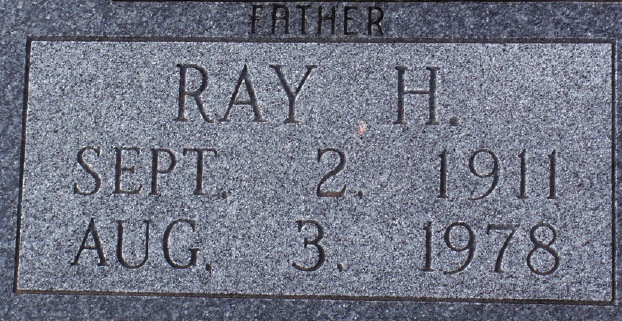 FATHER
RAY H.
SEPT. 2. 1911
AUG. 3. 1978